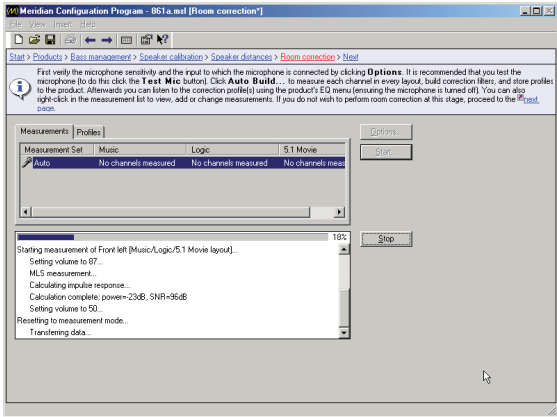 Meridian Configuration Program - 861a.msl [Room correction*]
File View Insert Help
Start > Products > Bass management > Speaker calibration > Speaker distances > Room correction > Next
First verify the microphone sensitivity and the input to which the microphone is connected by clicking Options. It is recommended that you test the
microphone (to do this click the Test Mic button). Click Auto Build... to measure each channel in every layout, build correction filters, and store profiles
to the product. Afterwards you can listen to the correction profile(s) using the product's EQ menu (ensuring the microphone is turned off). You can also
right-click in the measurement list to view, add or change measurements. If you do not wish to perform room correction at this stage, proceed to the next
page.
Measurements Profiles
Options...
Measurement Set Music Logic 5.1 Movie
Start...
Auto No channels measured No channels measured No channels meas
18%
Stop
Starting measurement of Front left [Music/Logic/5.1 Movie layout]...
Setting volume to 87...
MLS measurement...
Calculating impulse response...
Calculation complete; power=-23dB, SNR=96dB
Setting volume to 50...
Resetting to measurement mode...
Transferring data...